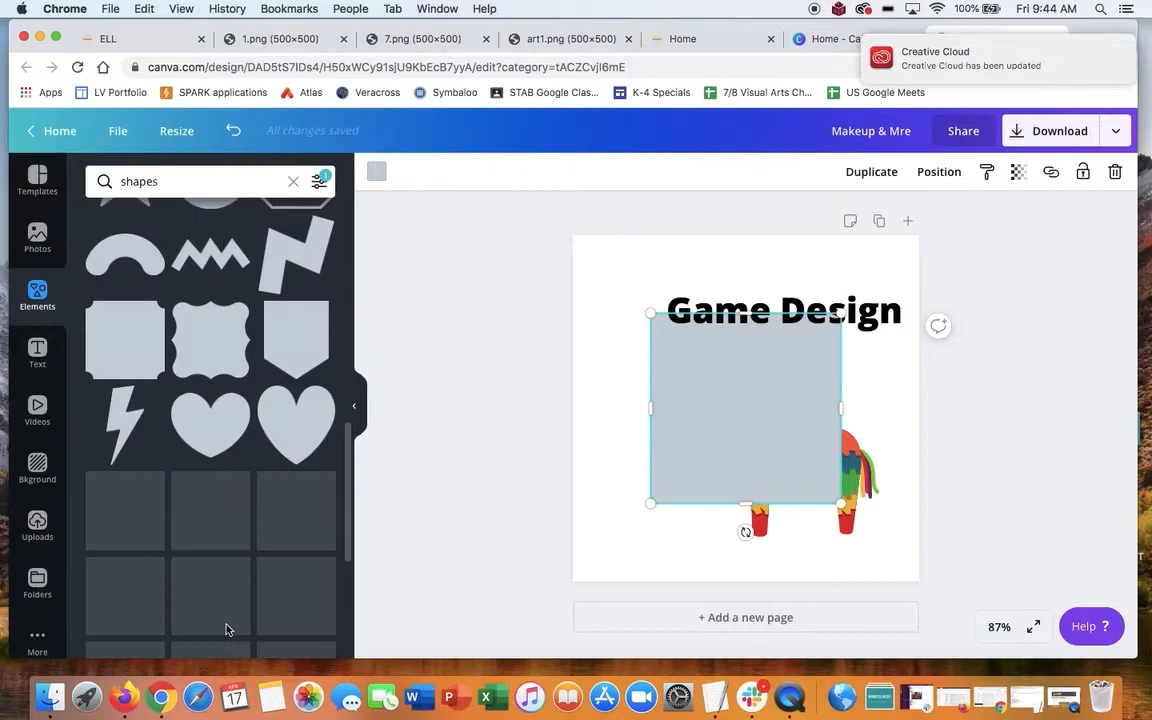 Chrome File Edit View History Bookmarks People Tab Window Help 100% Fri 9:44 AM
ELL 1.png (500×500) 7.png (500×500) art1.png (500×500) Home Home - Ca
Creative Cloud
Creative Cloud has been updated
canva.com/design/DAD5tS7IDs4/H50xWCy91sjU9KbEcB7yyA/edit?category=tACZCvjI6mE
Apps LV Portfolio SPARK applications Atlas Veracross Symbaloo STAB Google Clas... K-4 Specials 7/8 Visual Arts Ch... US Google Meets
Home File Resize All changes saved Makeup & Mre Share Download
Templates
shapes
1
Duplicate Position
Photos
Elements
Text
Videos
Bkground
Uploads
Folders
More
Game Design
+ Add a new page
87%
Help ?